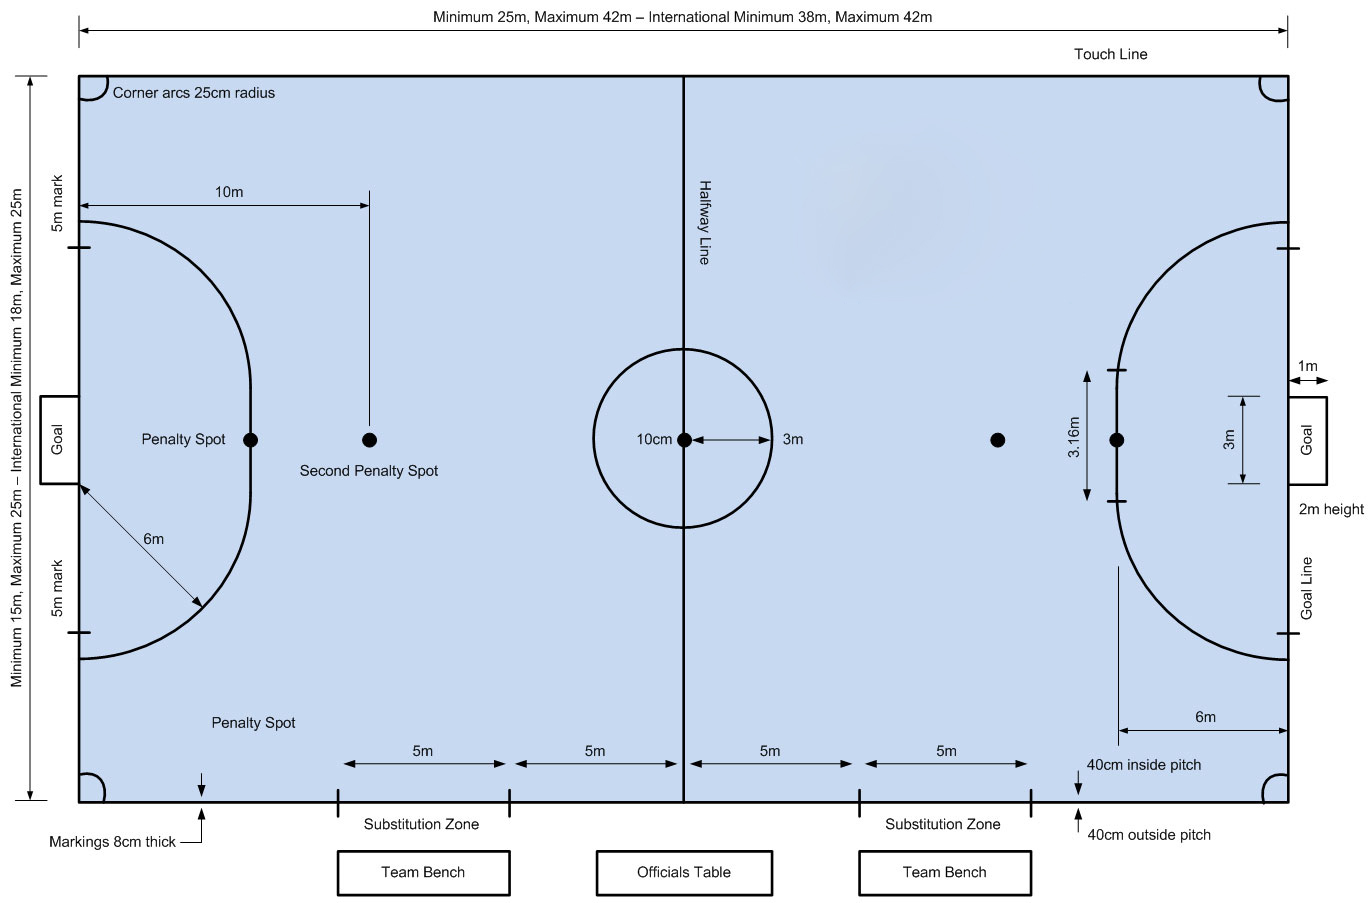 Minimum 25m, Maximum 42m – International Minimum 38m, Maximum 42m
Touch Line
Corner arcs 25cm radius
Minimum 15m, Maximum 25m – International Minimum 18m, Maximum 25m
5m mark
10m
Halfway Line
1m
Goal
Penalty Spot
Second Penalty Spot
10cm
3m
3.16m
3m
Goal
2m height
6m
5m mark
Goal Line
Penalty Spot
6m
5m
5m
5m
5m
40cm inside pitch
Substitution Zone
Substitution Zone
40cm outside pitch
Markings 8cm thick
Team Bench
Officials Table
Team Bench